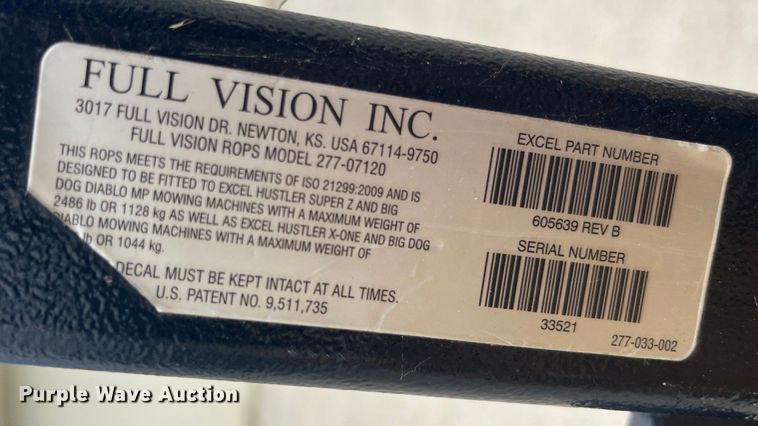 FULL VISION INC.
3017 FULL VISION DR. NEWTON, KS. USA 67114-9750
FULL VISION ROPS MODEL 277-07120
THIS ROPS MEETS THE REQUIREMENTS OF ISO 21299:2009 AND IS
DESIGNED TO BE FITTED TO EXCEL HUSTLER SUPER Z AND BIG
DOG DIABLO MP MOWING MACHINES WITH A MAXIMUM WEIGHT OF
2486 lb OR 1128 kg AS WELL AS EXCEL HUSTLER X-ONE AND BIG DOG
DIABLO MOWING MACHINES WITH A MAXIMUM WEIGHT OF
lb OR 1044 kg.
DECAL MUST BE KEPT INTACT AT ALL TIMES.
U.S. PATENT NO. 9,511,735
EXCEL PART NUMBER
605639 REV B
SERIAL NUMBER
33521
277-033-002
Purple Wave Auction